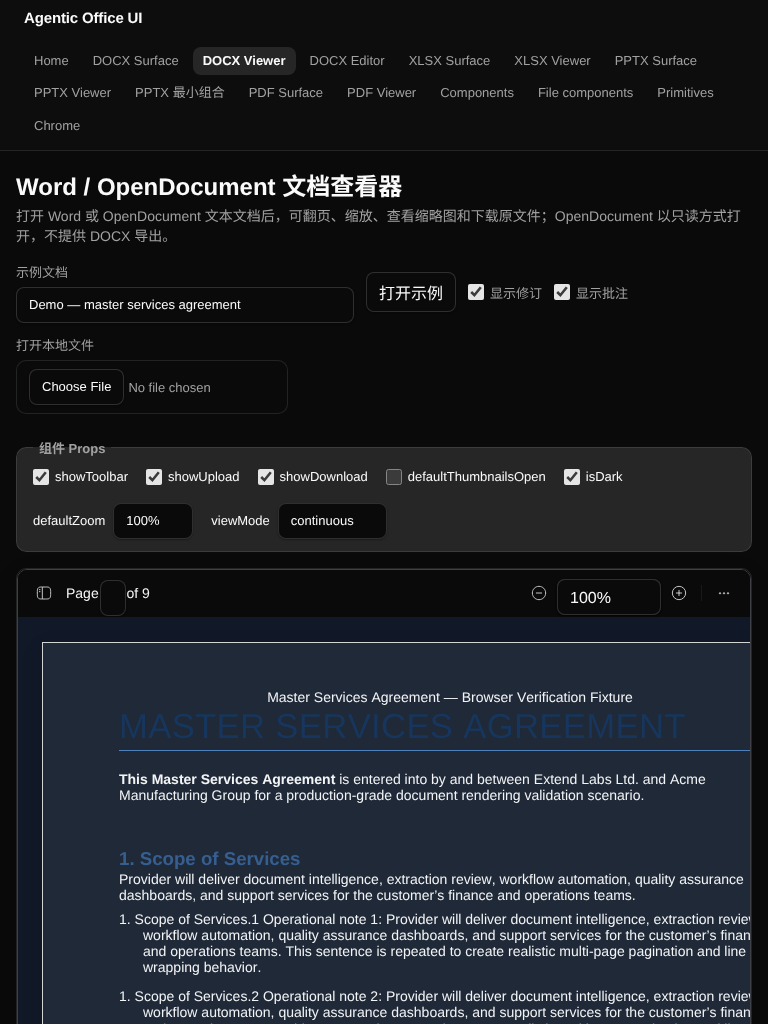 Agentic Office UI
Home DOCX Surface DOCX Viewer DOCX Editor XLSX Surface XLSX Viewer PPTX Surface
PPTX Viewer PPTX 最小组合 PDF Surface PDF Viewer Components File components Primitives
Chrome
Word / OpenDocument 文档查看器
打开 Word 或 OpenDocument 文本文档后，可翻页、缩放、查看缩略图和下载原文件；OpenDocument 以只读方式打
开，不提供 DOCX 导出。
示例文档
Demo — master services agreement 打开示例 显示修订 显示批注
打开本地文件
Choose File No file chosen
组件 Props
showToolbar showUpload showDownload defaultThumbnailsOpen isDark
defaultZoom 100% viewMode continuous
Page of 9 100%
Master Services Agreement — Browser Verification Fixture
MASTER SERVICES AGREEMENT
This Master Services Agreement is entered into by and between Extend Labs Ltd. and Acme
Manufacturing Group for a production-grade document rendering validation scenario.
1. Scope of Services
Provider will deliver document intelligence, extraction review, workflow automation, quality assurance
dashboards, and support services for the customer’s finance and operations teams.
1. Scope of Services.1 Operational note 1: Provider will deliver document intelligence, extraction
workflow automation, quality assurance dashboards, and support services for the customer’s
and operations teams. This sentence is repeated to create realistic multi-page pagination and line
wrapping behavior.
1. Scope of Services.2 Operational note 2: Provider will deliver document intelligence, extraction
workflow automation, quality assurance dashboards, and support services for the customer’s